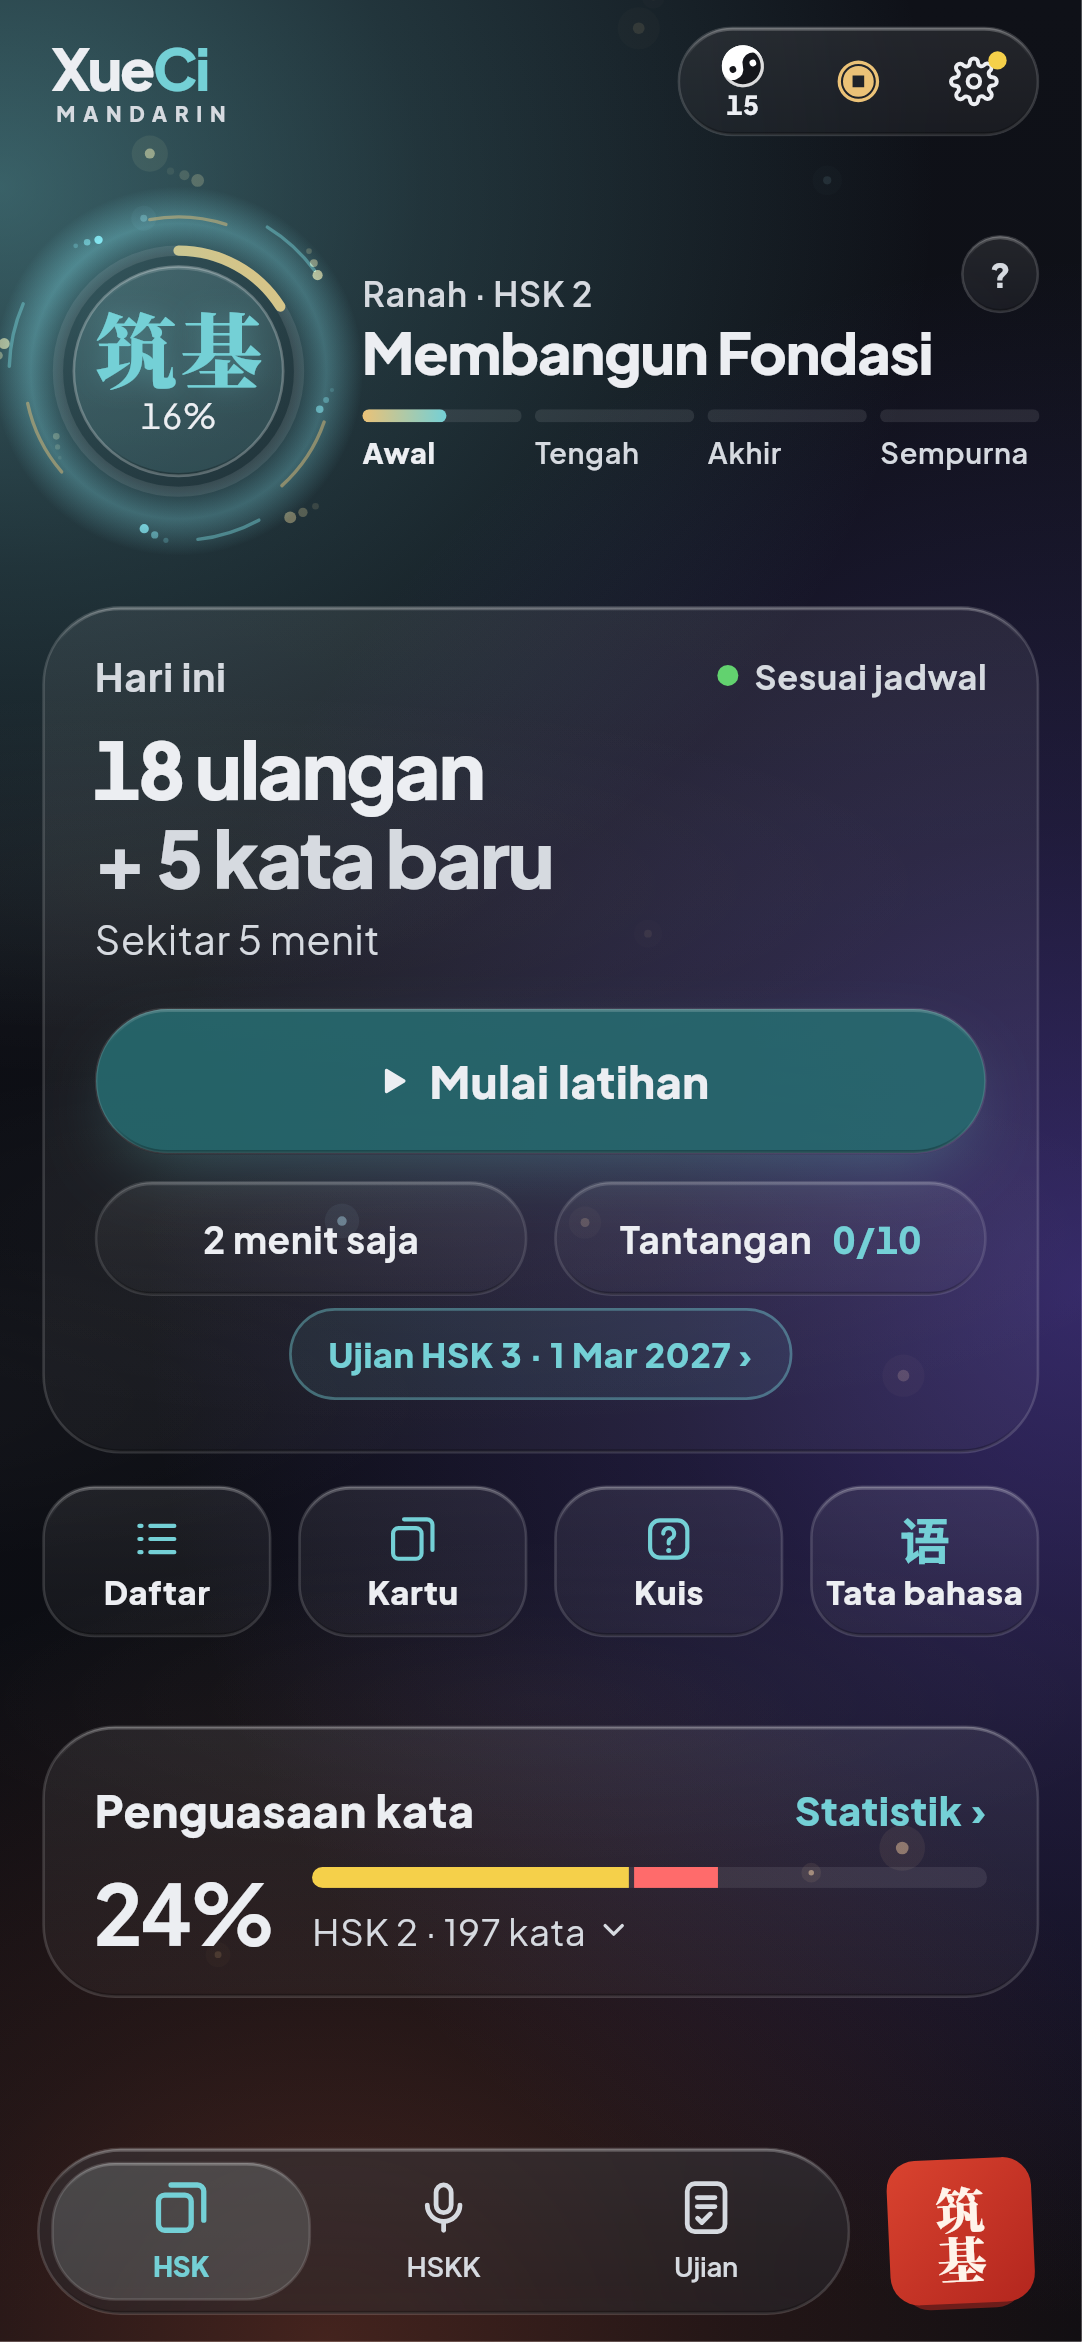 XueCi
MANDARIN
15
筑基
16%
Ranah · HSK 2
?
Membangun Fondasi
Awal
Tengah
Akhir
Sempurna
Hari ini
Sesuai jadwal
18 ulangan
+ 5 kata baru
Sekitar 5 menit
Mulai latihan
2 menit saja
Tantangan 0/10
Ujian HSK 3 · 1 Mar 2027 ›
Daftar
Kartu
?
Kuis
语
Tata bahasa
Penguasaan kata
Statistik ›
24%
HSK 2 · 197 kata
HSK
HSKK
Ujian
筑
基